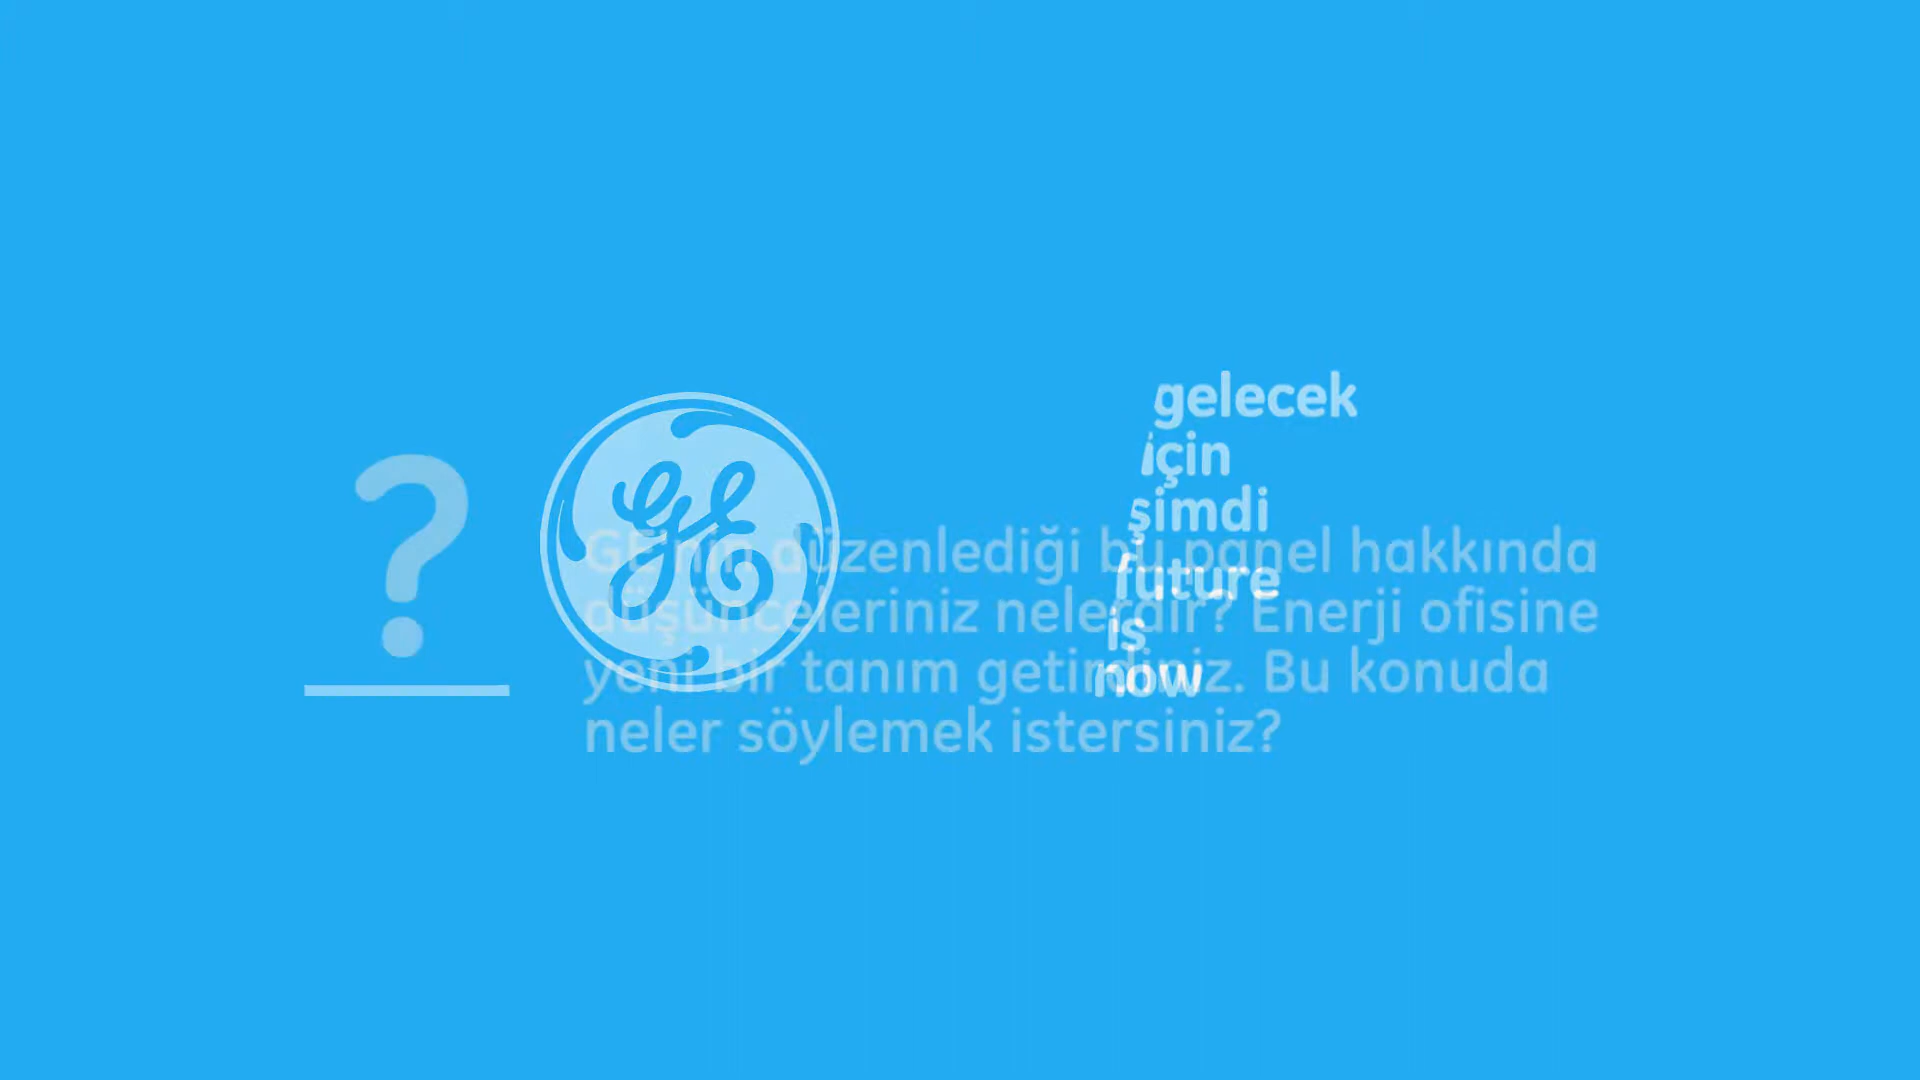 gelecek
için
şimdi
future
is
now
?
GE
GE'nin düzenlediği bu panel hakkında
düşünceleriniz nelerdir? Enerji ofisine
yeni bir tanım getirdiniz. Bu konuda
neler söylemek istersiniz?